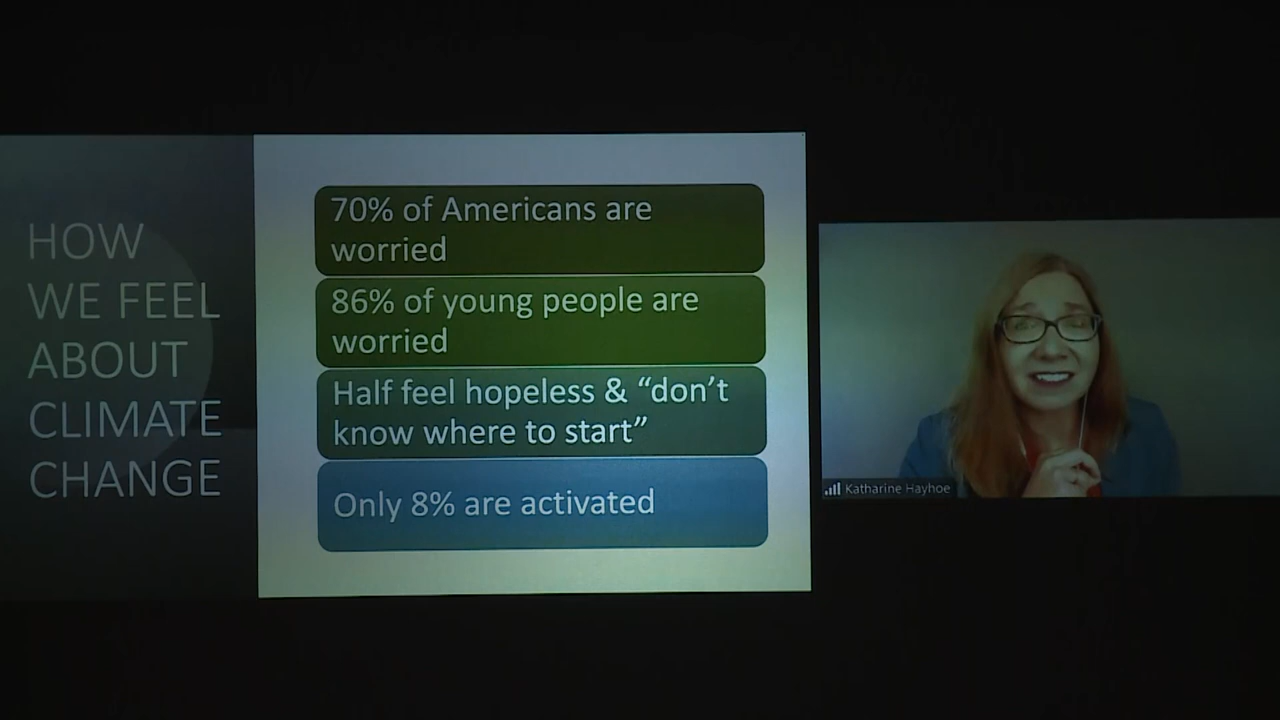 HOW
WE FEEL
ABOUT
CLIMATE
CHANGE
70% of Americans are
worried
86% of young people are
worried
Half feel hopeless & “don’t
know where to start”
Only 8% are activated
Katharine Hayhoe